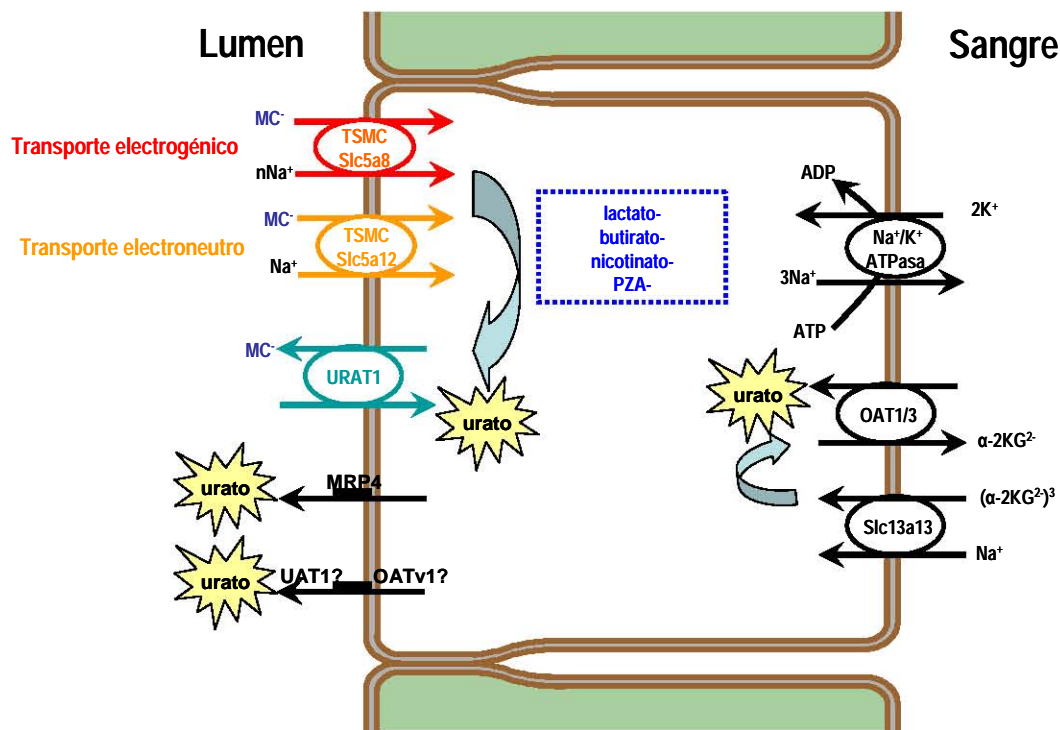 Lumen
Sangre
Transporte electrogénico
MC⁻
TSMC
Slc5a8
nNa⁺
Transporte electroneutro
MC⁻
TSMC
Slc5a12
Na⁺
lactato-
butirato-
nicotinato-
PZA-
MC⁻
URAT1
urato
urato
MRP4
urato
UAT1?
OATv1?
ADP
2K⁺
Na⁺/K⁺
ATPasa
3Na⁺
ATP
urato
OAT1/3
α-2KG²⁻
(α-2KG²⁻)³
Slc13a13
Na⁺